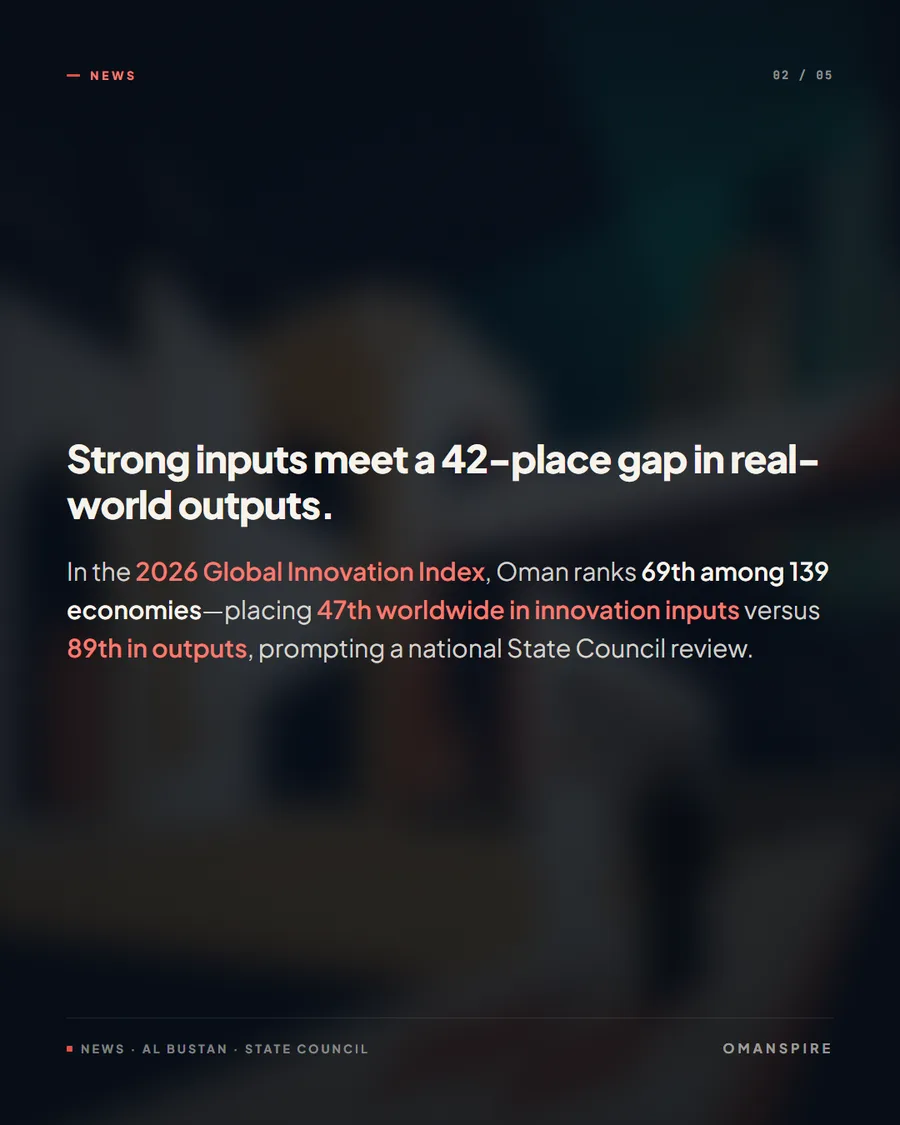 — NEWS
02 / 05
Strong inputs meet a 42-place gap in real-
world outputs.
In the 2026 Global Innovation Index, Oman ranks 69th among 139
economies—placing 47th worldwide in innovation inputs versus
89th in outputs, prompting a national State Council review.
NEWS · AL BUSTAN · STATE COUNCIL
OMANSPIRE